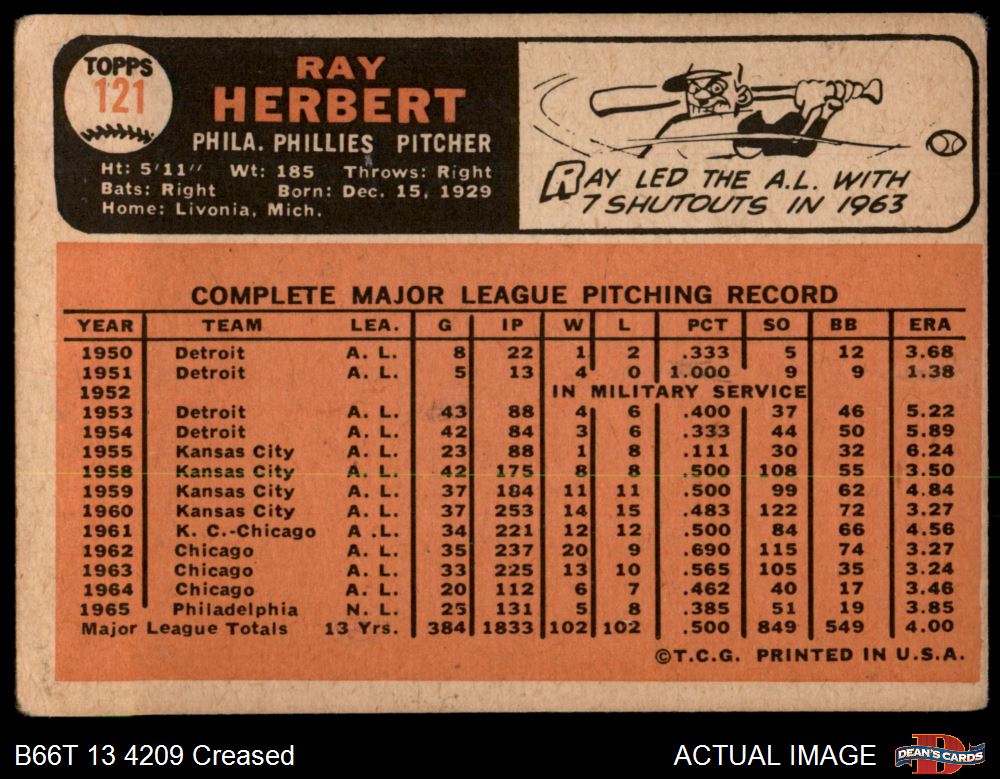 TOPPS
121
RAY
HERBERT
PHILA. PHILLIES PITCHER
Ht: 5'11" Wt: 185 Throws: Right
Bats: Right Born: Dec. 15, 1929
Home: Livonia, Mich.
RAY LED THE A.L. WITH
7 SHUTOUTS IN 1963
COMPLETE MAJOR LEAGUE PITCHING RECORD
YEAR TEAM LEA. G IP W L PCT SO BB ERA
1950 Detroit A. L. 8 22 1 2 .333 5 12 3.68
1951 Detroit A. L. 5 13 4 0 1.000 9 9 1.38
1952 IN MILITARY SERVICE
1953 Detroit A. L. 43 88 4 6 .400 37 46 5.22
1954 Detroit A. L. 42 84 3 6 .333 44 50 5.89
1955 Kansas City A. L. 23 88 1 8 .111 30 32 6.24
1958 Kansas City A. L. 42 175 8 8 .500 108 55 3.50
1959 Kansas City A. L. 37 184 11 11 .500 99 62 4.84
1960 Kansas City A. L. 37 253 14 15 .483 122 72 3.27
1961 K. C.-Chicago A .L. 34 221 12 12 .500 84 66 4.56
1962 Chicago A. L. 35 237 20 9 .690 115 74 3.27
1963 Chicago A. L. 33 225 13 10 .565 105 35 3.24
1964 Chicago A. L. 20 112 6 7 .462 40 17 3.46
1965 Philadelphia N. L. 25 131 5 8 .385 51 19 3.85
Major League Totals 13 Yrs. 384 1833 102 102 .500 849 549 4.00
©T.C.G. PRINTED IN U.S.A.
B66T 13 4209 Creased
ACTUAL IMAGE
DEAN'S CARDS